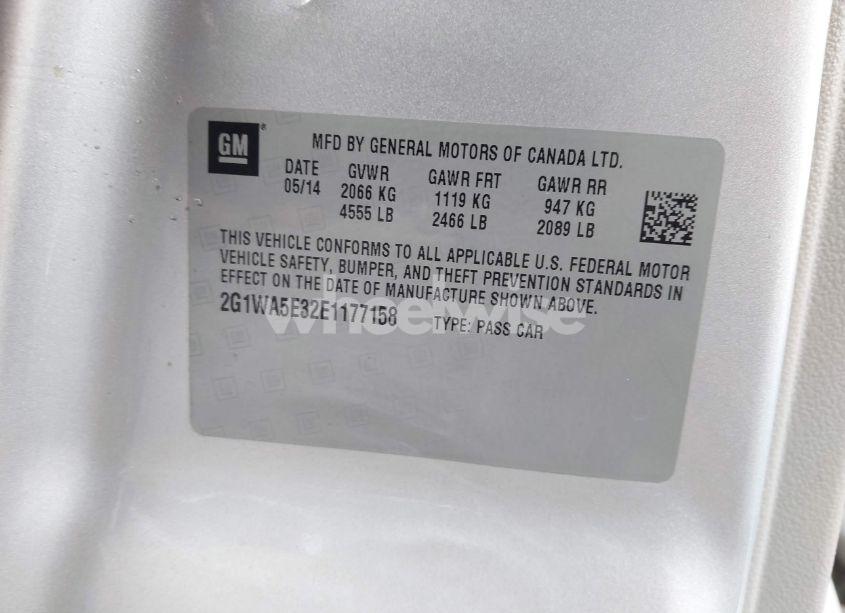 GM ®
MFD BY GENERAL MOTORS OF CANADA LTD.
DATE GVWR GAWR FRT GAWR RR
05/14 2066 KG 1119 KG 947 KG
4555 LB 2466 LB 2089 LB
THIS VEHICLE CONFORMS TO ALL APPLICABLE U.S. FEDERAL MOTOR
VEHICLE SAFETY, BUMPER, AND THEFT PREVENTION STANDARDS IN
EFFECT ON THE DATE OF MANUFACTURE SHOWN ABOVE.
2G1WA5E32E1177158 TYPE: PASS CAR
wheelwise